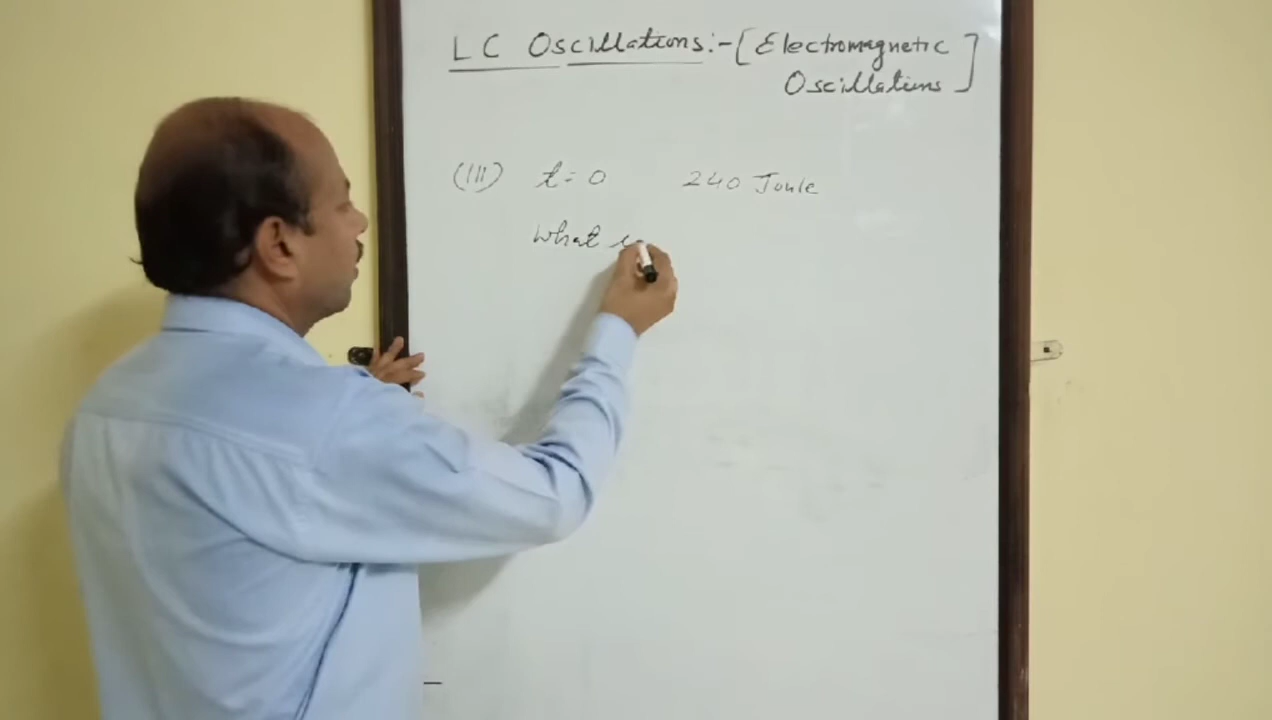 LC Oscillations:- [Electromagnetic
Oscillations]
(III) t = 0 240 Joule
What